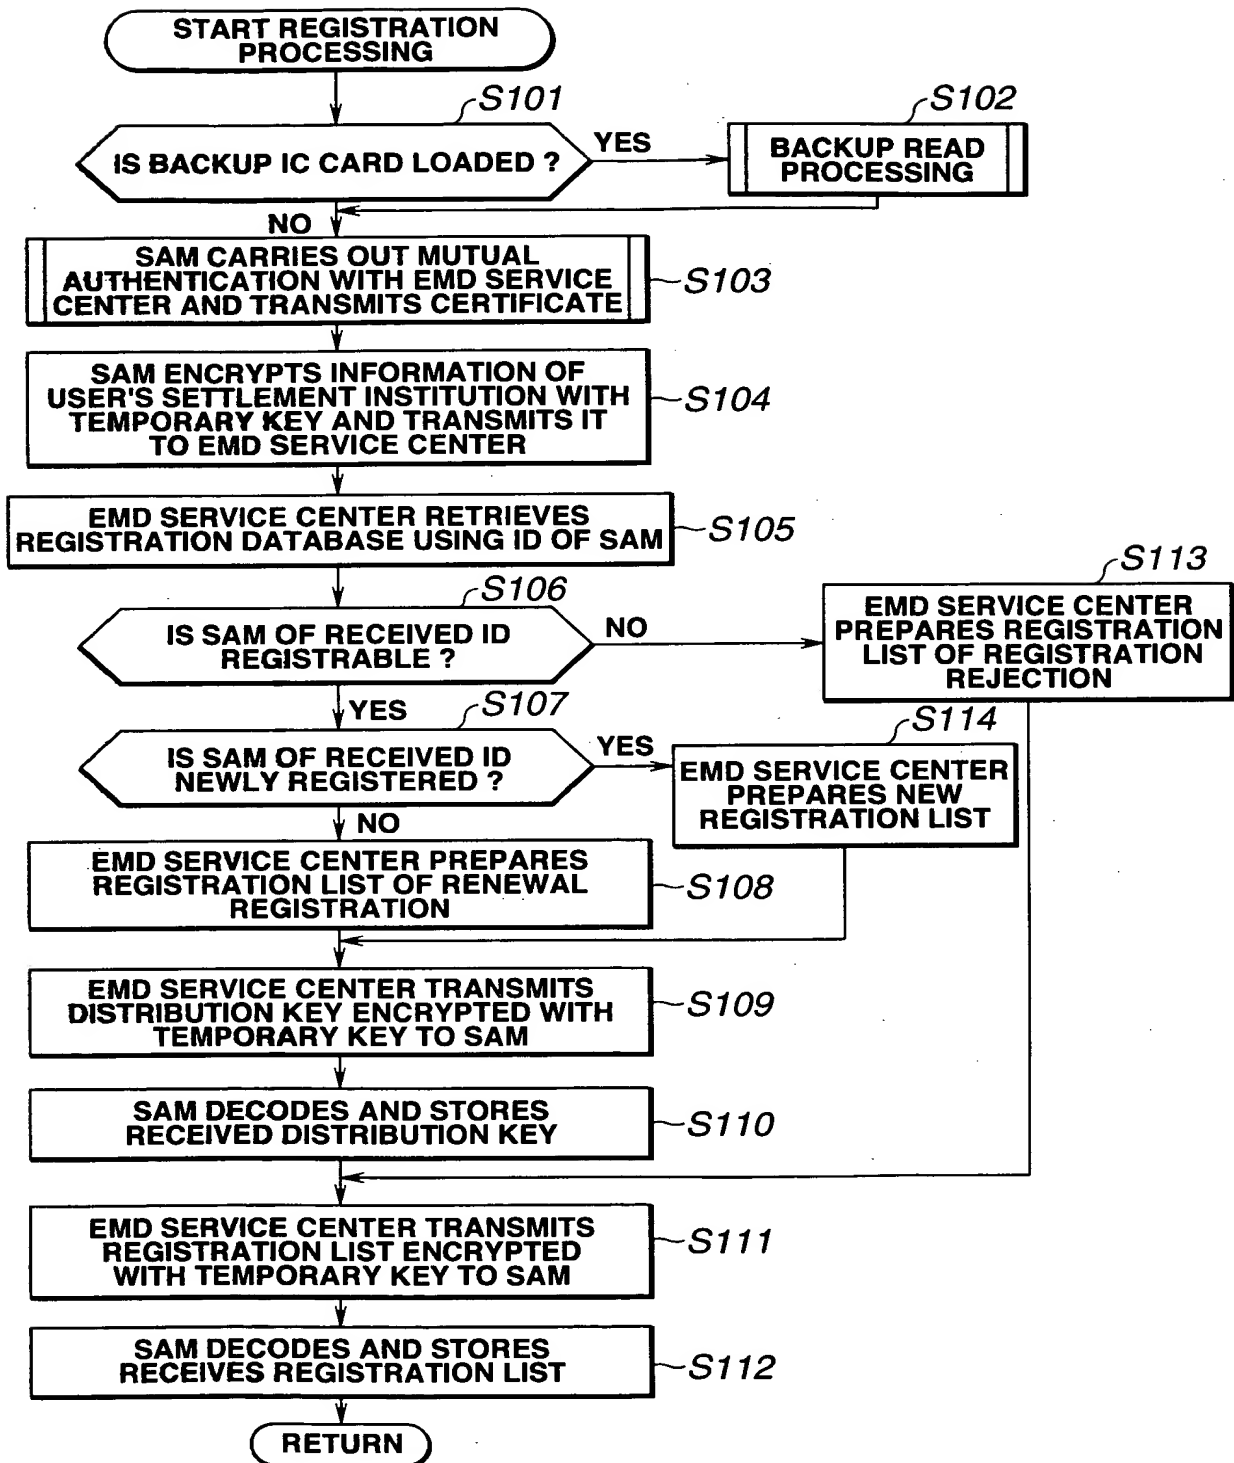 START REGISTRATION
PROCESSING
S101
IS BACKUP IC CARD LOADED ?
YES
S102
BACKUP READ
PROCESSING
NO
SAM CARRIES OUT MUTUAL
AUTHENTICATION WITH EMD SERVICE
CENTER AND TRANSMITS CERTIFICATE
S103
SAM ENCRYPTS INFORMATION OF
USER'S SETTLEMENT INSTITUTION WITH
TEMPORARY KEY AND TRANSMITS IT
TO EMD SERVICE CENTER
S104
EMD SERVICE CENTER RETRIEVES
REGISTRATION DATABASE USING ID OF SAM
S105
S106
IS SAM OF RECEIVED ID
REGISTRABLE ?
NO
S113
EMD SERVICE CENTER
PREPARES REGISTRATION
LIST OF REGISTRATION
REJECTION
YES
S107
IS SAM OF RECEIVED ID
NEWLY REGISTERED ?
YES
S114
EMD SERVICE CENTER
PREPARES NEW
REGISTRATION LIST
NO
EMD SERVICE CENTER PREPARES
REGISTRATION LIST OF RENEWAL
REGISTRATION
S108
EMD SERVICE CENTER TRANSMITS
DISTRIBUTION KEY ENCRYPTED WITH
TEMPORARY KEY TO SAM
S109
SAM DECODES AND STORES
RECEIVED DISTRIBUTION KEY
S110
EMD SERVICE CENTER TRANSMITS
REGISTRATION LIST ENCRYPTED
WITH TEMPORARY KEY TO SAM
S111
SAM DECODES AND STORES
RECEIVES REGISTRATION LIST
S112
RETURN